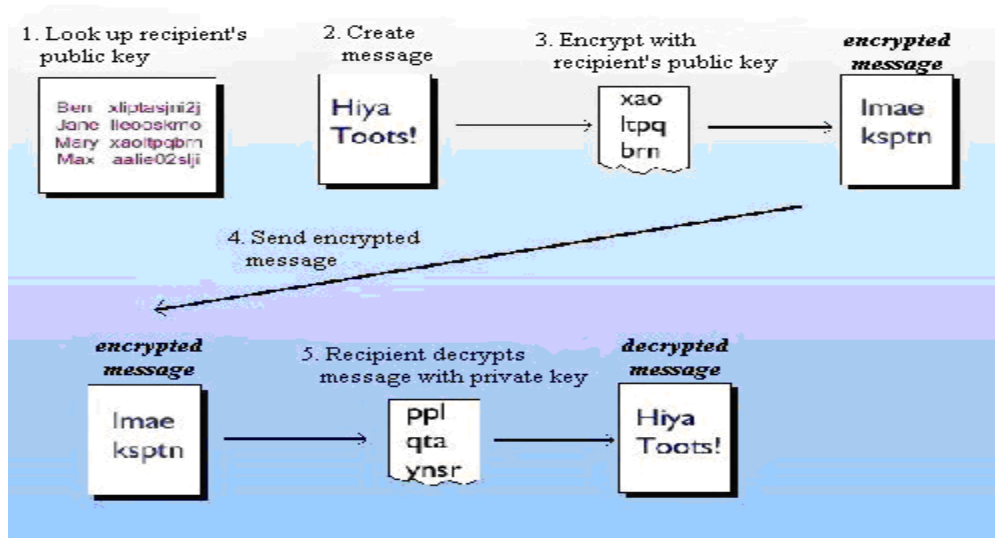 1. Look up recipient's
public key
Ben xliptasjni2j
Jane lieooskmo
Mary xaoltpqbrn
Max aalie02slji
2. Create
message
Hiya
Toots!
3. Encrypt with
recipient's public key
xao
ltpq
brn
encrypted
message
lmae
ksptn
4. Send encrypted
message
encrypted
message
lmae
ksptn
5. Recipient decrypts
message with private key
ppl
qta
ynsr
decrypted
message
Hiya
Toots!